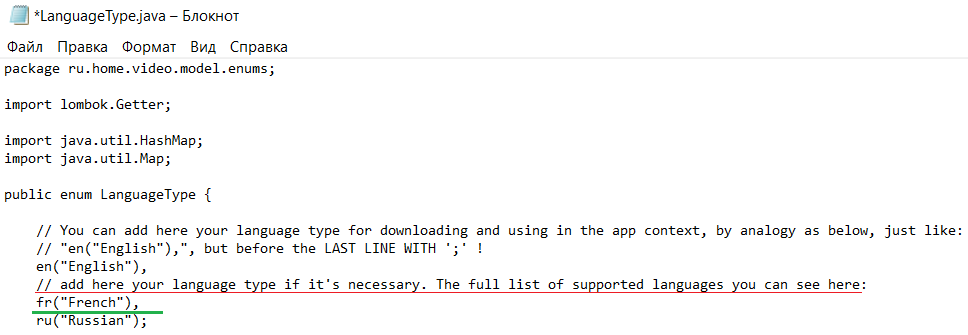 *LanguageType.java – Блокнот
Файл Правка Формат Вид Справка
package ru.home.video.model.enums;
import lombok.Getter;
import java.util.HashMap;
import java.util.Map;
public enum LanguageType {
// You can add here your language type for downloading and using in the app context, by analogy as below, just like:
// "en("English"),", but before the LAST LINE WITH ';' !
en("English"),
// add here your language type if it's necessary. The full list of supported languages you can see here:
fr("French"),
ru("Russian");